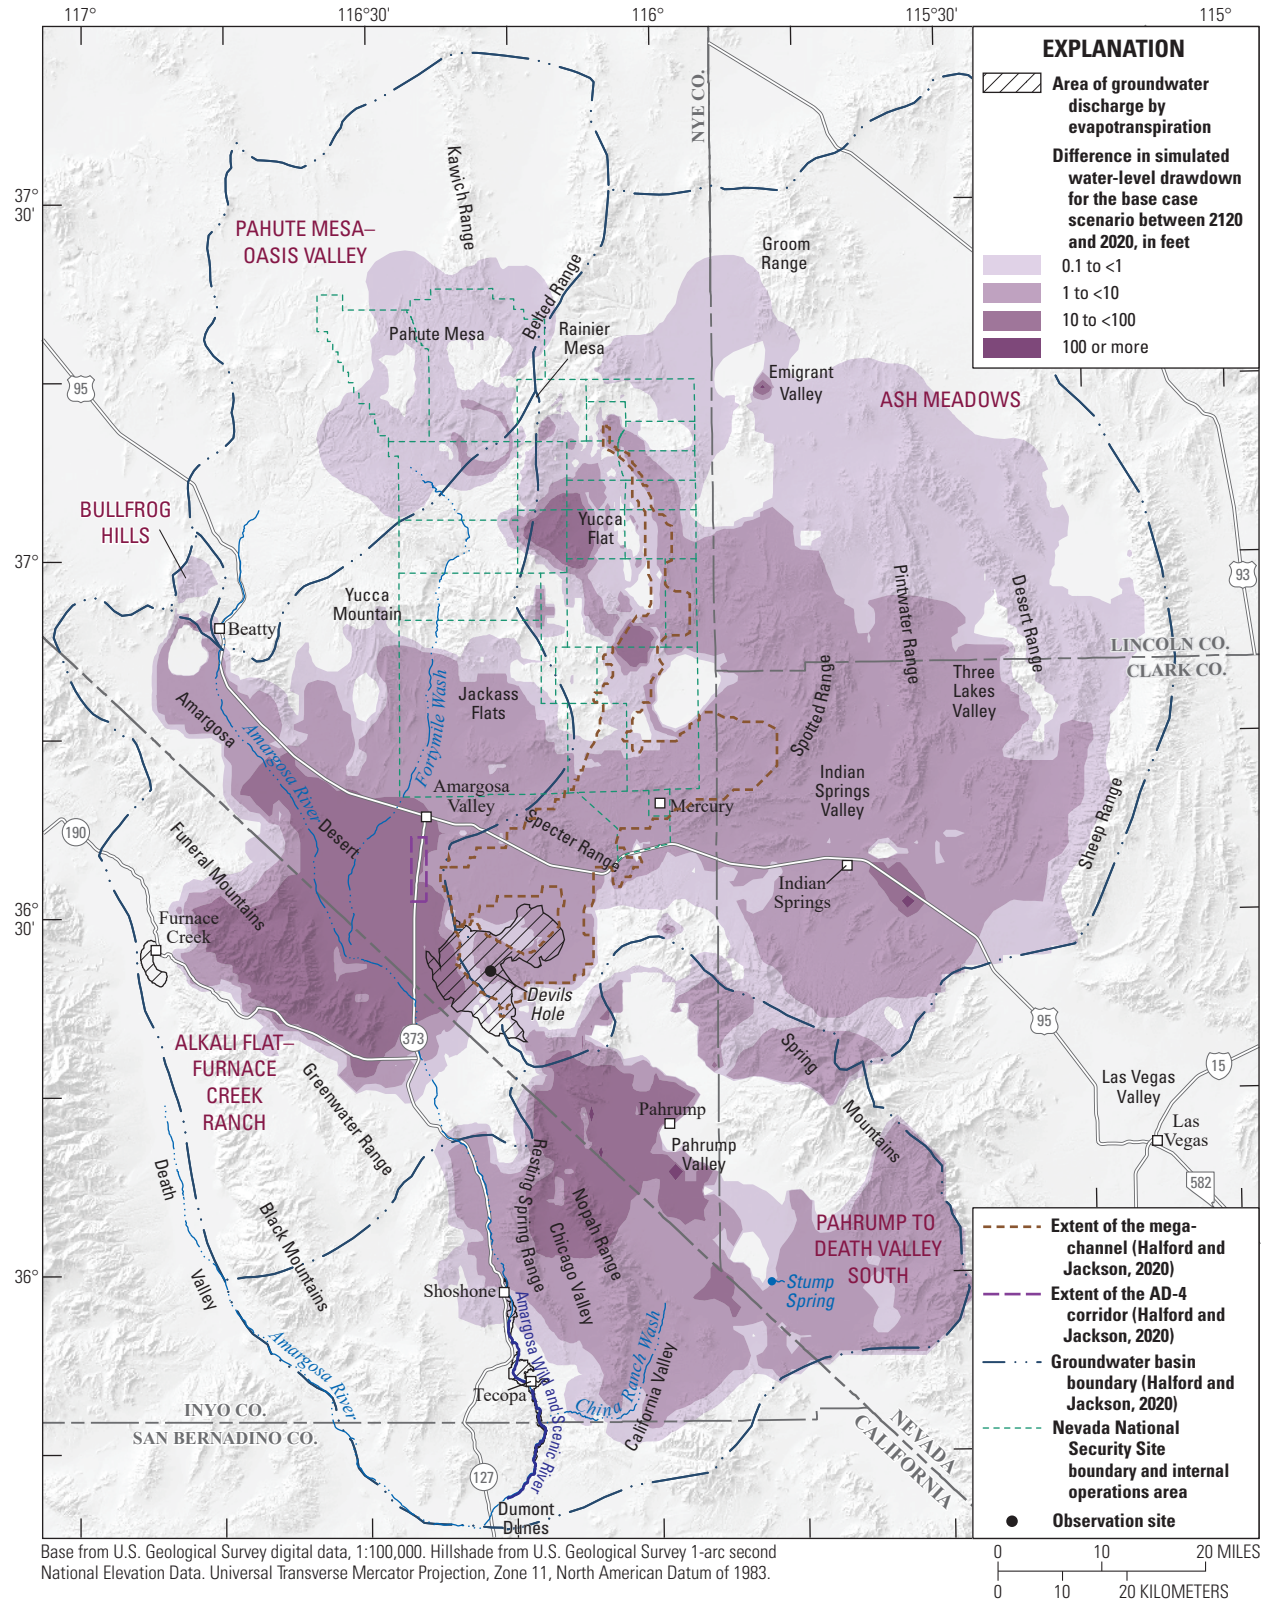 117°
116°30'
116°
115°30'
115°
37°
30'
37°
36°
30'
36°
EXPLANATION
Area of groundwater
discharge by
evapotranspiration
Difference in simulated
water-level drawdown
for the base case
scenario between 2120
and 2020, in feet
0.1 to <1
1 to <10
10 to <100
100 or more
NYE CO.
Kawich Range
PAHUTE MESA–
OASIS VALLEY
Groom
Range
Belted Range
Pahute Mesa
Rainier
Mesa
Emigrant
Valley
ASH MEADOWS
95
BULLFROG
HILLS
Yucca
Flat
93
Yucca
Mountain
Pintwater Range
Desert Range
Beatty
LINCOLN CO.
CLARK CO.
Jackass
Flats
Three
Lakes
Valley
Spotted Range
Fortymile Wash
Amargosa
Desert
Amargosa River
Amargosa
Valley
Indian
Springs
Valley
Mercury
Sheep Range
190
Funeral Mountains
Specter Range
Indian
Springs
Furnace
Creek
Devils
Hole
373
95
ALKALI FLAT–
FURNACE
CREEK
RANCH
Spring
Mountains
15
Las Vegas
Valley
Las
Vegas
Greenwater Range
Pahrump
Pahrump
Valley
582
Death
Valley
Black Mountains
Resting Spring Range
Nopah Range
Chicago Valley
PAHRUMP TO
DEATH VALLEY
SOUTH
Stump
Spring
Shoshone
Amargosa Wild and Scenic River
China Ranch Wash
California Valley
Amargosa River
Tecopa
INYO CO.
SAN BERNADINO CO.
NEVADA
CALIFORNIA
127
Dumont
Dunes
Extent of the mega-
channel (Halford and
Jackson, 2020)
Extent of the AD-4
corridor (Halford and
Jackson, 2020)
Groundwater basin
boundary (Halford and
Jackson, 2020)
Nevada National
Security Site
boundary and internal
operations area
Observation site
Base from U.S. Geological Survey digital data, 1:100,000. Hillshade from U.S. Geological Survey 1-arc second
National Elevation Data. Universal Transverse Mercator Projection, Zone 11, North American Datum of 1983.
0 10 20 MILES
0 10 20 KILOMETERS